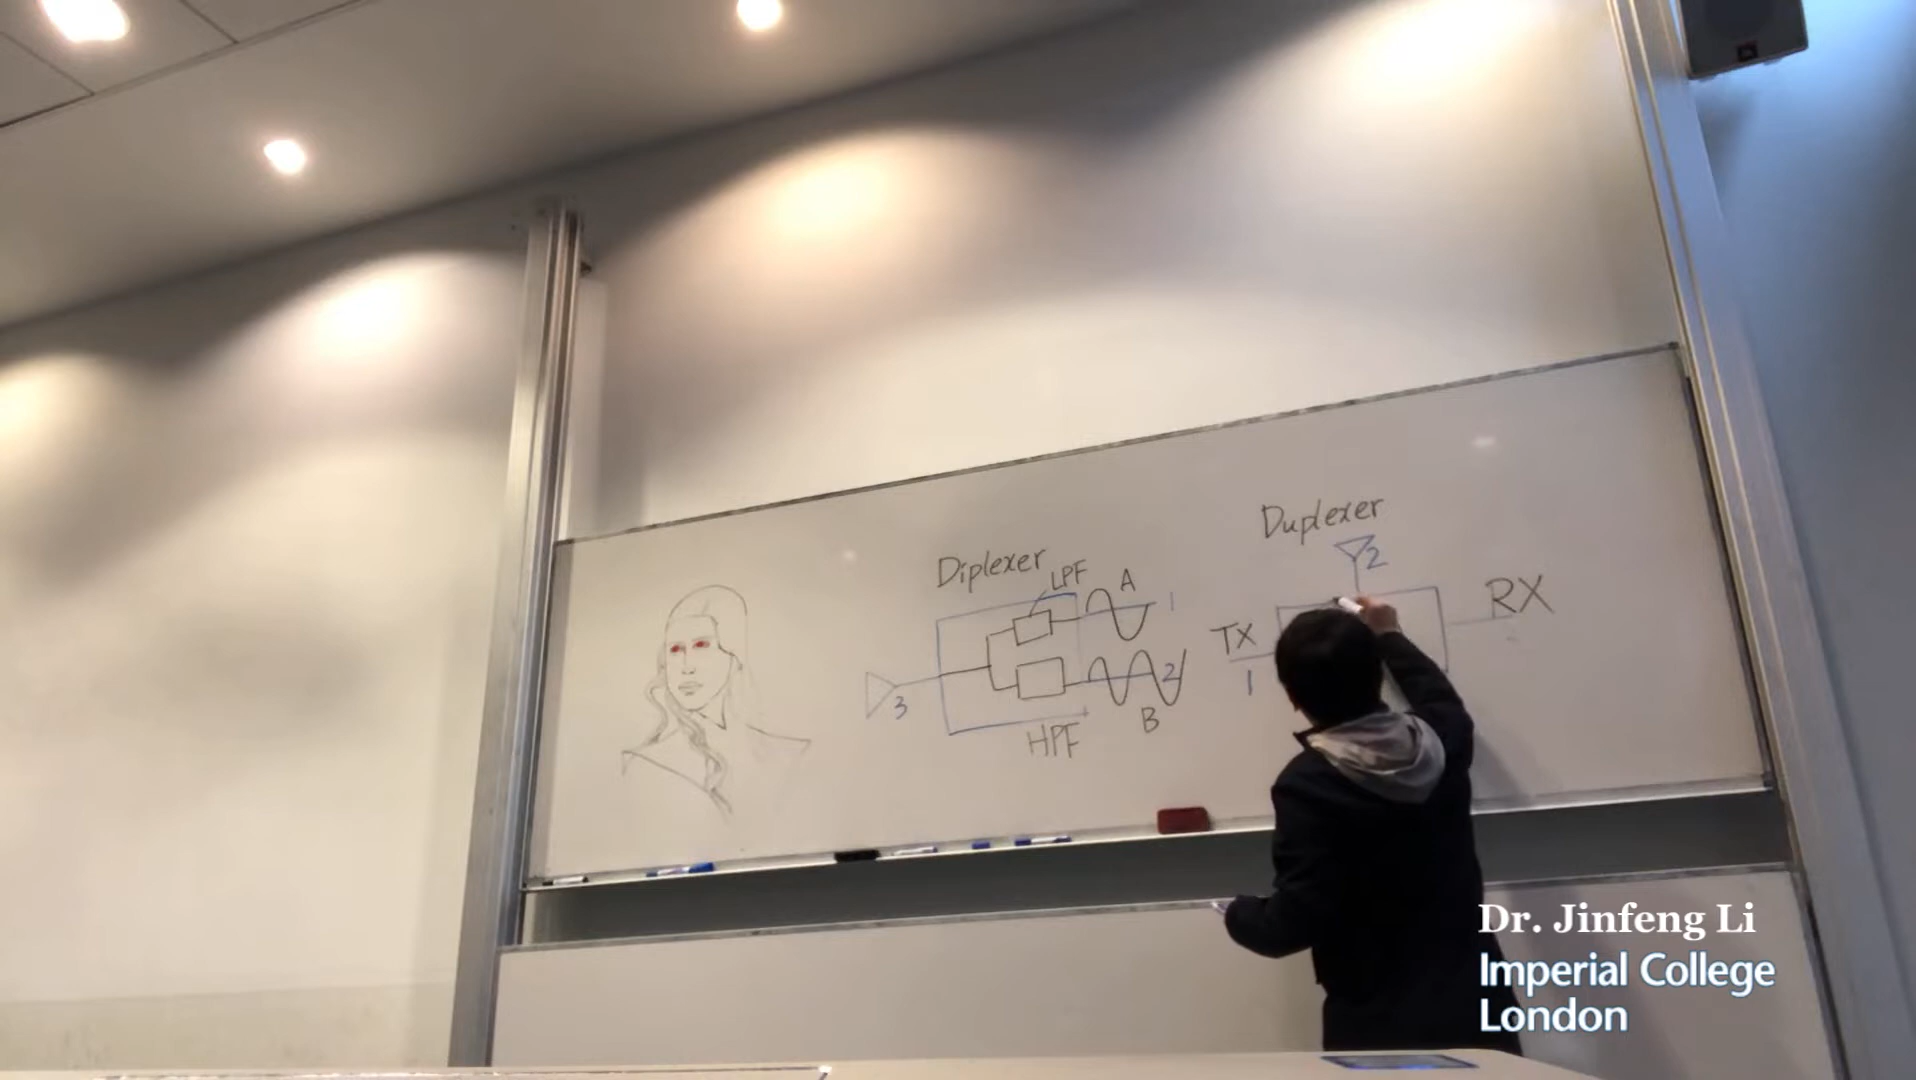 Diplexer
LPF
A
1
3
2
B
HPF
Duplexer
2
TX
1
RX
Dr. Jinfeng Li
Imperial College
London